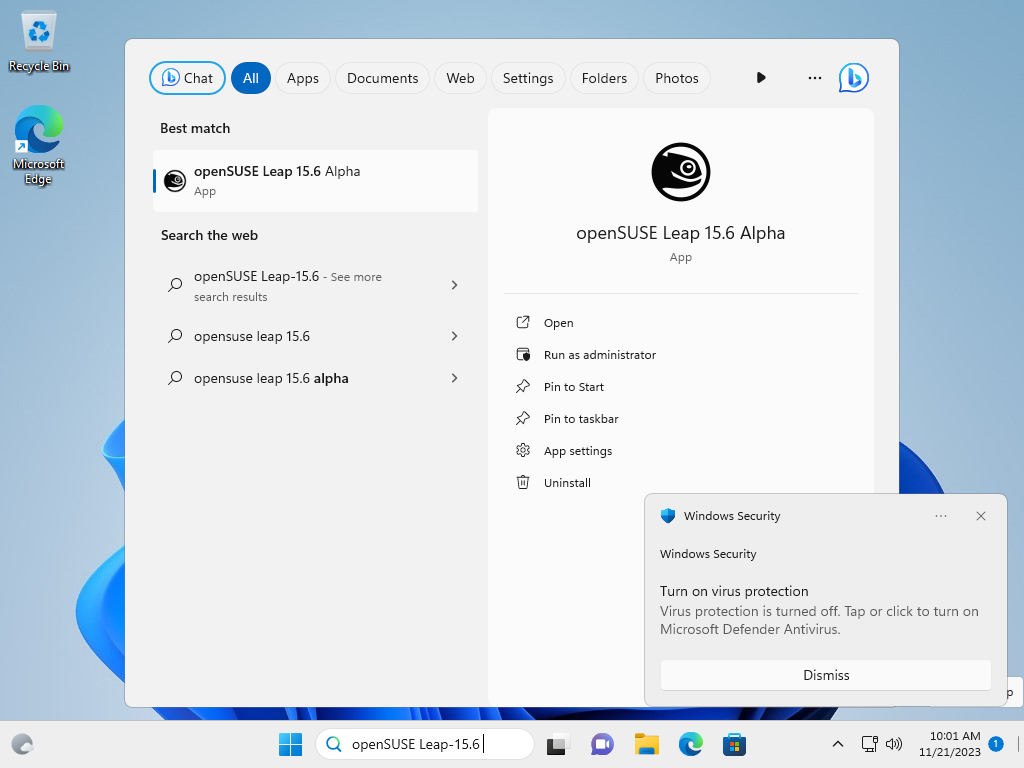 Recycle Bin
Microsoft
Edge
Chat
All
Apps
Documents
Web
Settings
Folders
Photos
Best match
openSUSE Leap 15.6 Alpha
App
Search the web
openSUSE Leap-15.6 - See more
search results
opensuse leap 15.6
opensuse leap 15.6 alpha
openSUSE Leap 15.6 Alpha
App
Open
Run as administrator
Pin to Start
Pin to taskbar
App settings
Uninstall
Windows Security
Windows Security
Turn on virus protection
Virus protection is turned off. Tap or click to turn on
Microsoft Defender Antivirus.
Dismiss
openSUSE Leap-15.6
10:01 AM
11/21/2023
1